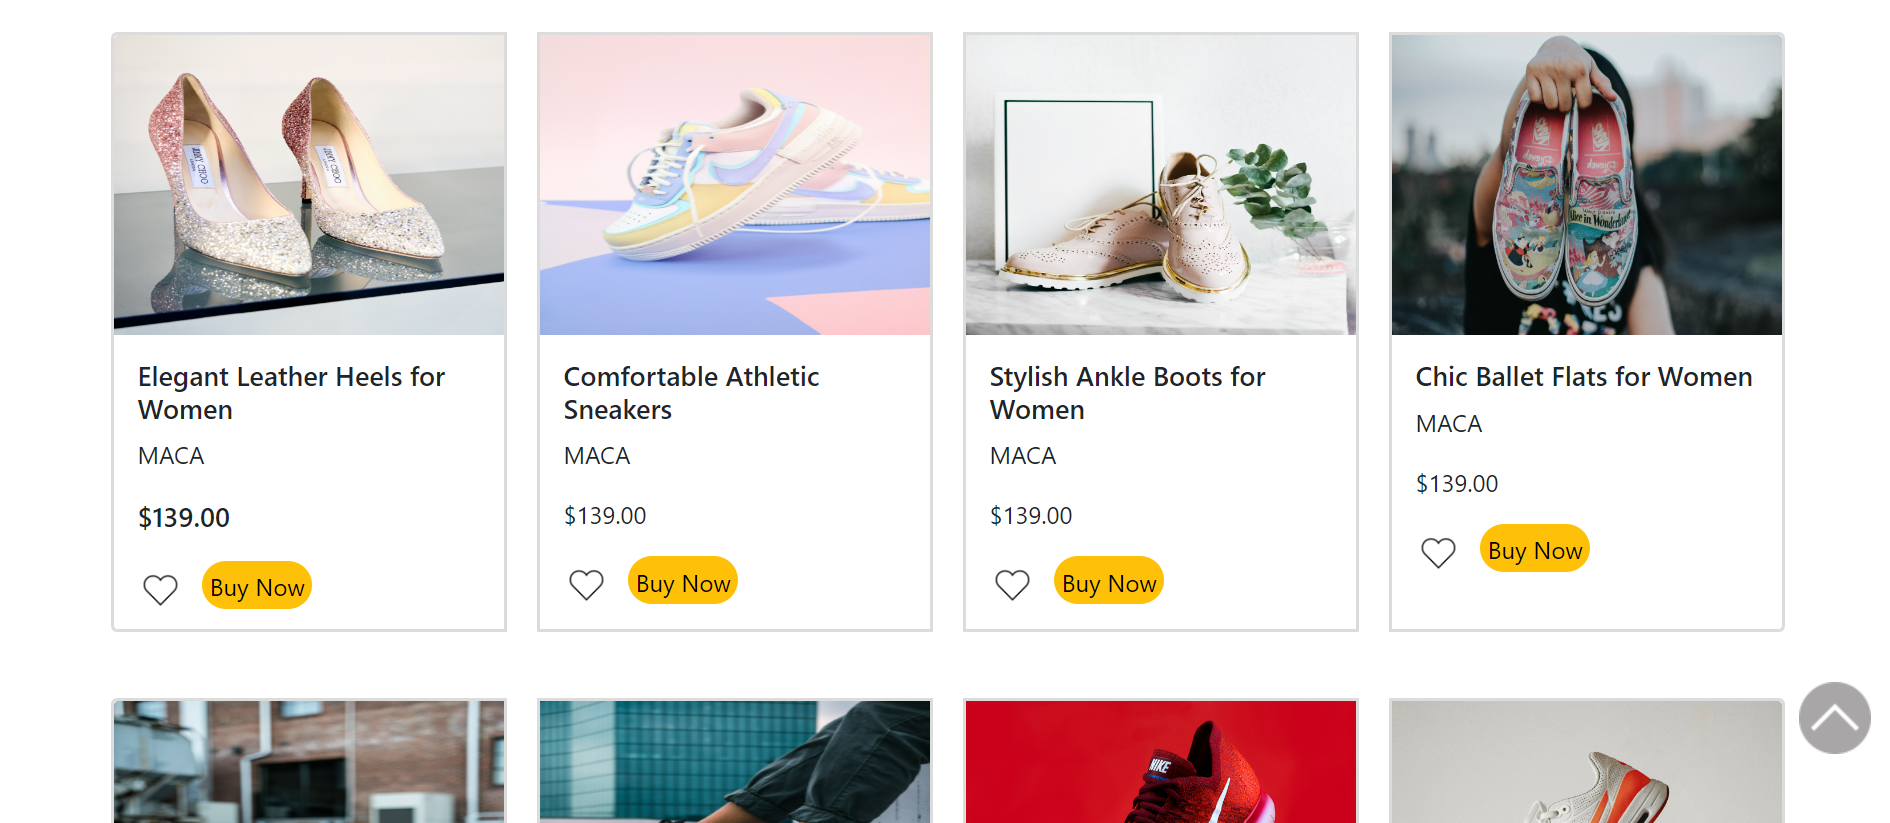 JIMMY CHOO
JIMMY CHOO
Alice in Wonderland
Elegant Leather Heels for
Women
MACA
$139.00
Buy Now
Comfortable Athletic
Sneakers
MACA
$139.00
Buy Now
Stylish Ankle Boots for
Women
MACA
$139.00
Buy Now
Chic Ballet Flats for Women
MACA
$139.00
Buy Now
NIKE